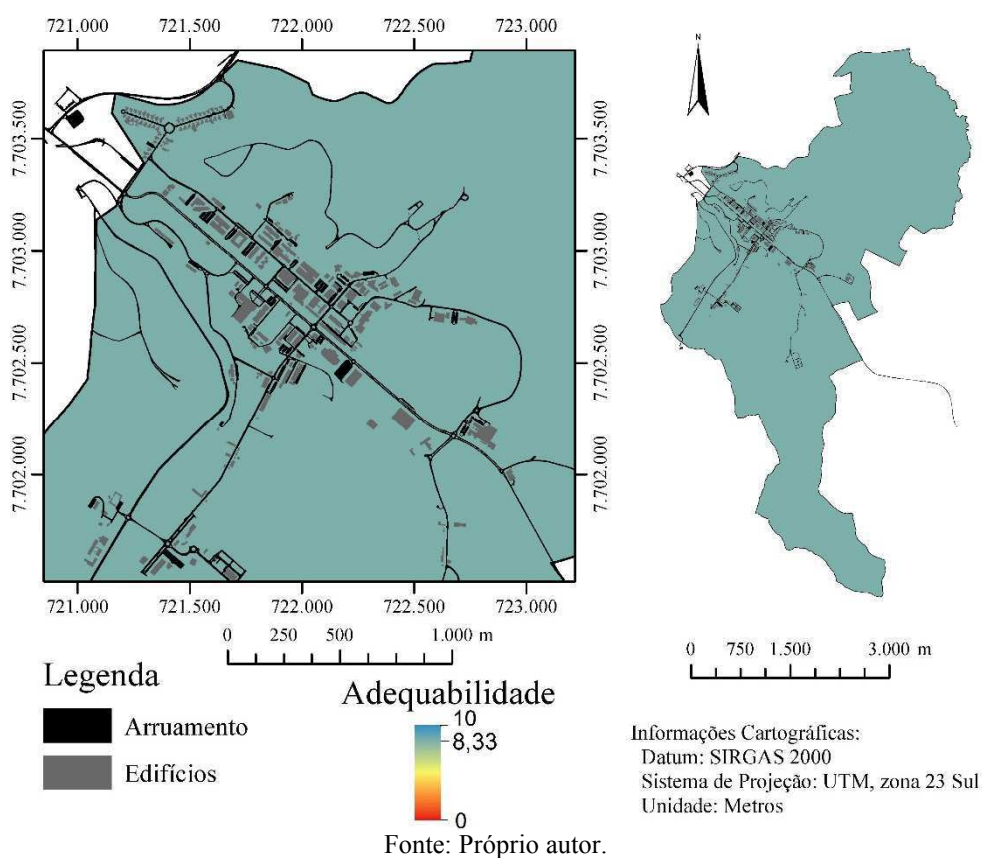 721.000 721.500 722.000 722.500 723.000
N
7.703.500 7.703.500
7.703.000 7.703.000
7.702.500 7.702.500
7.702.000 7.702.000
721.000 721.500 722.000 722.500 723.000
0 250 500 1.000 m
0 750 1.500 3.000 m
Legenda
Arruamento
Edifícios
Adequabilidade
10
8,33
0
Informações Cartográficas:
Datum: SIRGAS 2000
Sistema de Projeção: UTM, zona 23 Sul
Unidade: Metros
Fonte: Próprio autor.